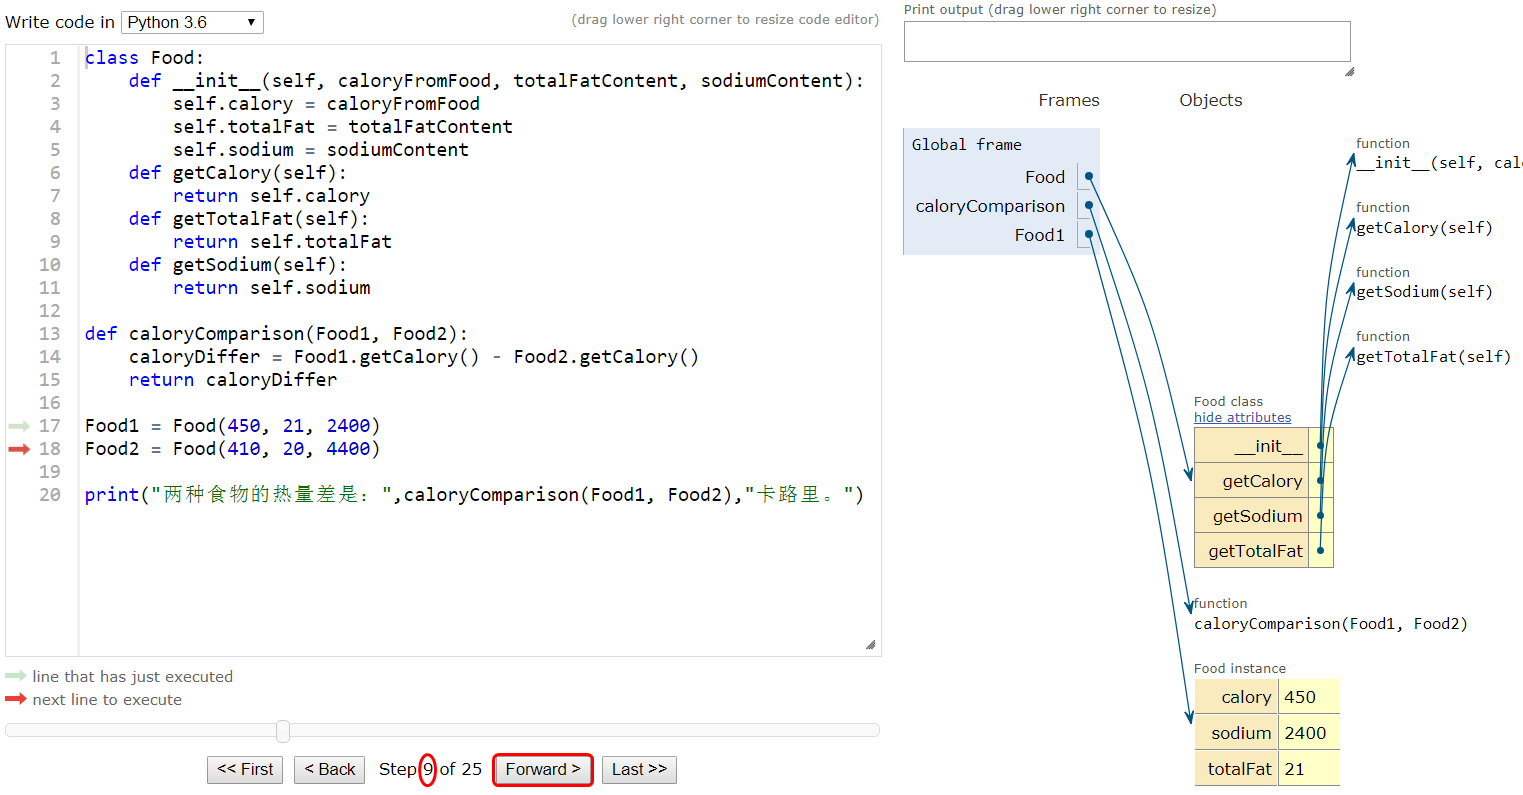 Write code in Python 3.6 ▼
(drag lower right corner to resize code editor)
1 class Food:
2     def __init__(self, caloryFromFood, totalFatContent, sodiumContent):
3         self.calory = caloryFromFood
4         self.totalFat = totalFatContent
5         self.sodium = sodiumContent
6     def getCalory(self):
7         return self.calory
8     def getTotalFat(self):
9         return self.totalFat
10     def getSodium(self):
11         return self.sodium
12
13 def caloryComparison(Food1, Food2):
14     caloryDiffer = Food1.getCalory() - Food2.getCalory()
15     return caloryDiffer
16
17 Food1 = Food(450, 21, 2400)
18 Food2 = Food(410, 20, 4400)
19
20 print("两种食物的热量差是：",caloryComparison(Food1, Food2),"卡路里。")
line that has just executed
next line to execute
<< First < Back Step 9 of 25 Forward > Last >>
Print output (drag lower right corner to resize)
Frames Objects
Global frame
Food
caloryComparison
Food1
function
__init__(self, cal
function
getCalory(self)
function
getSodium(self)
function
getTotalFat(self)
Food class
hide attributes
__init__
getCalory
getSodium
getTotalFat
function
caloryComparison(Food1, Food2)
Food instance
calory 450
sodium 2400
totalFat 21